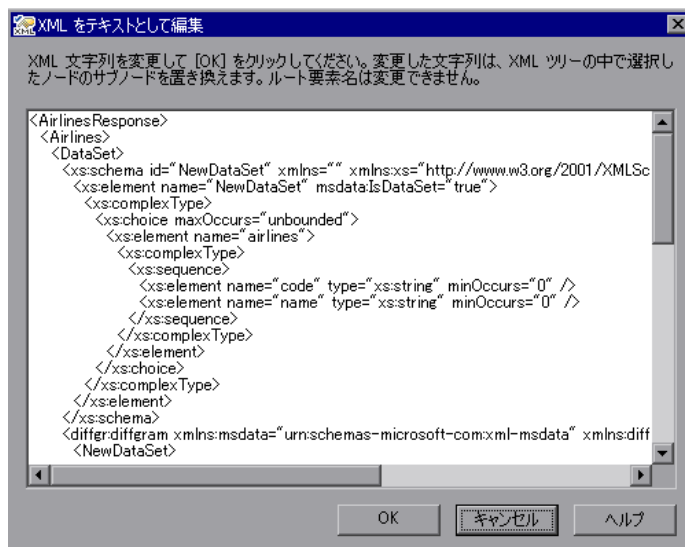 XML をテキストとして編集
XML 文字列を変更して [OK] をクリックしてください。変更した文字列は、XML ツリーの中で選択し
たノードのサブノードを置き換えます。ルート要素名は変更できません。
<AirlinesResponse>
<Airlines>
<DataSet>
<xs:schema id="NewDataSet" xmlns="" xmlns:xs="http://www.w3.org/2001/XMLSc
<xs:element name="NewDataSet" msdata:IsDataSet="true">
<xs:complexType>
<xs:choice maxOccurs="unbounded">
<xs:element name="airlines">
<xs:complexType>
<xs:sequence>
<xs:element name="code" type="xs:string" minOccurs="0" />
<xs:element name="name" type="xs:string" minOccurs="0" />
</xs:sequence>
</xs:complexType>
</xs:element>
</xs:choice>
</xs:complexType>
</xs:element>
</xs:schema>
<diffgr:diffgram xmlns:msdata="urn:schemas-microsoft-com:xml-msdata" xmlns:diff
<NewDataSet>
OK キャンセル ヘルプ